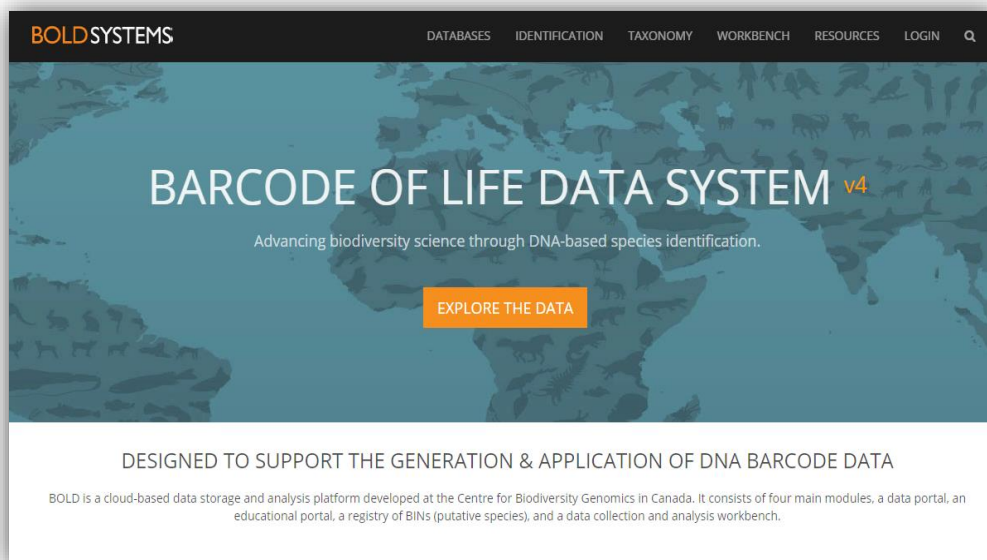 BOLDSYSTEMS
DATABASES IDENTIFICATION TAXONOMY WORKBENCH RESOURCES LOGIN
BARCODE OF LIFE DATA SYSTEM v4
Advancing biodiversity science through DNA-based species identification.
EXPLORE THE DATA
DESIGNED TO SUPPORT THE GENERATION & APPLICATION OF DNA BARCODE DATA
BOLD is a cloud-based data storage and analysis platform developed at the Centre for Biodiversity Genomics in Canada. It consists of four main modules, a data portal, an
educational portal, a registry of BINs (putative species), and a data collection and analysis workbench.